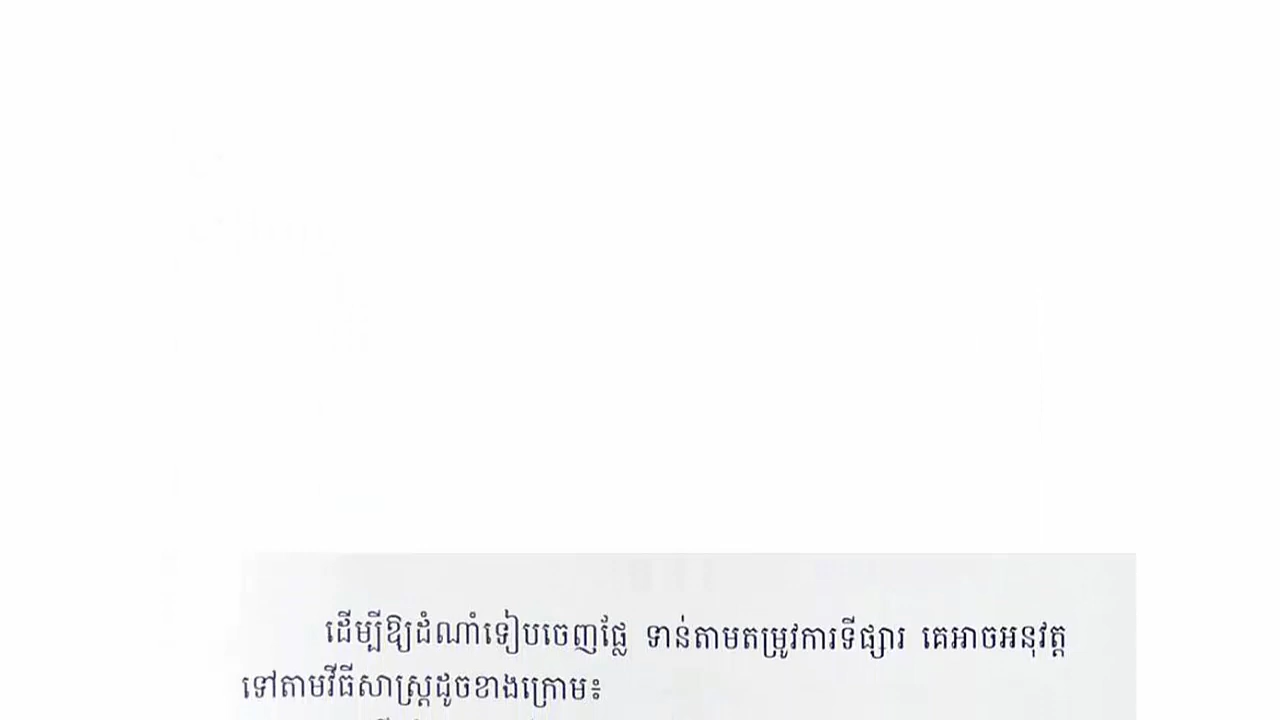 ដើម្បីឱ្យដំណាំទៀបចេញផ្លែ ទាន់តាមតម្រូវការទីផ្សារ គេអាចអនុវត្ត
ទៅតាមវីធីសាស្ត្រដូចខាងក្រោម៖